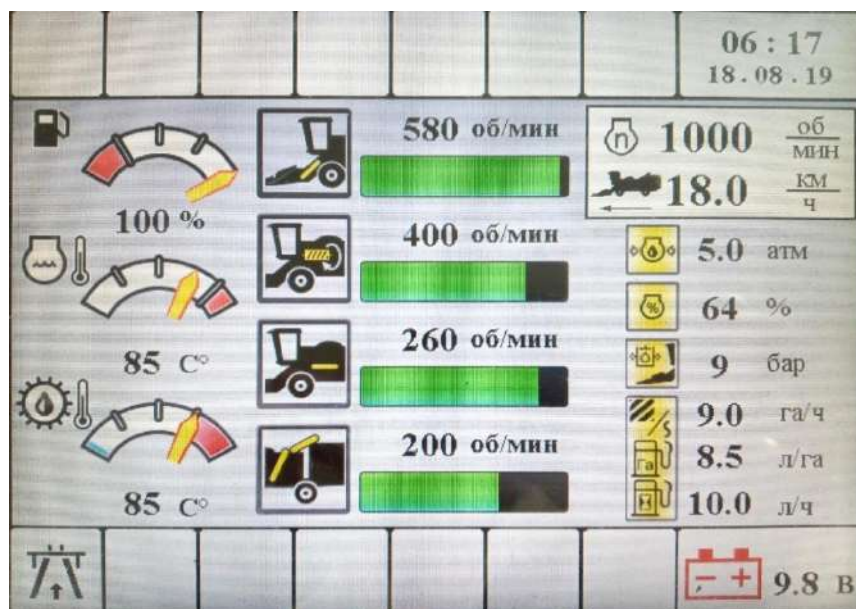 06 : 17
18.08.19
580 об/мин
n 1000 об/мин
18.0 км/ч
100 %
400 об/мин
5.0 атм
% 64 %
260 об/мин
85 C°
9 бар
9.0 га/ч
/s
200 об/мин
Га 8.5 л/га
85 C°
10.0 л/ч
- + 9.8 В